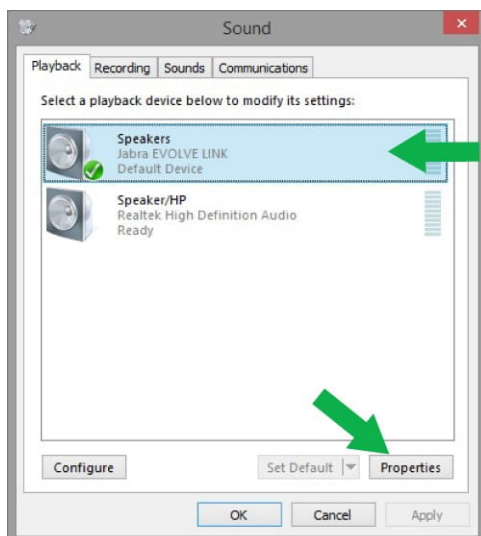 Sound
Playback Recording Sounds Communications
Select a playback device below to modify its settings:
Speakers
Jabra EVOLVE LINK
Default Device
Speaker/HP
Realtek High Definition Audio
Ready
Configure Set Default Properties
OK Cancel Apply